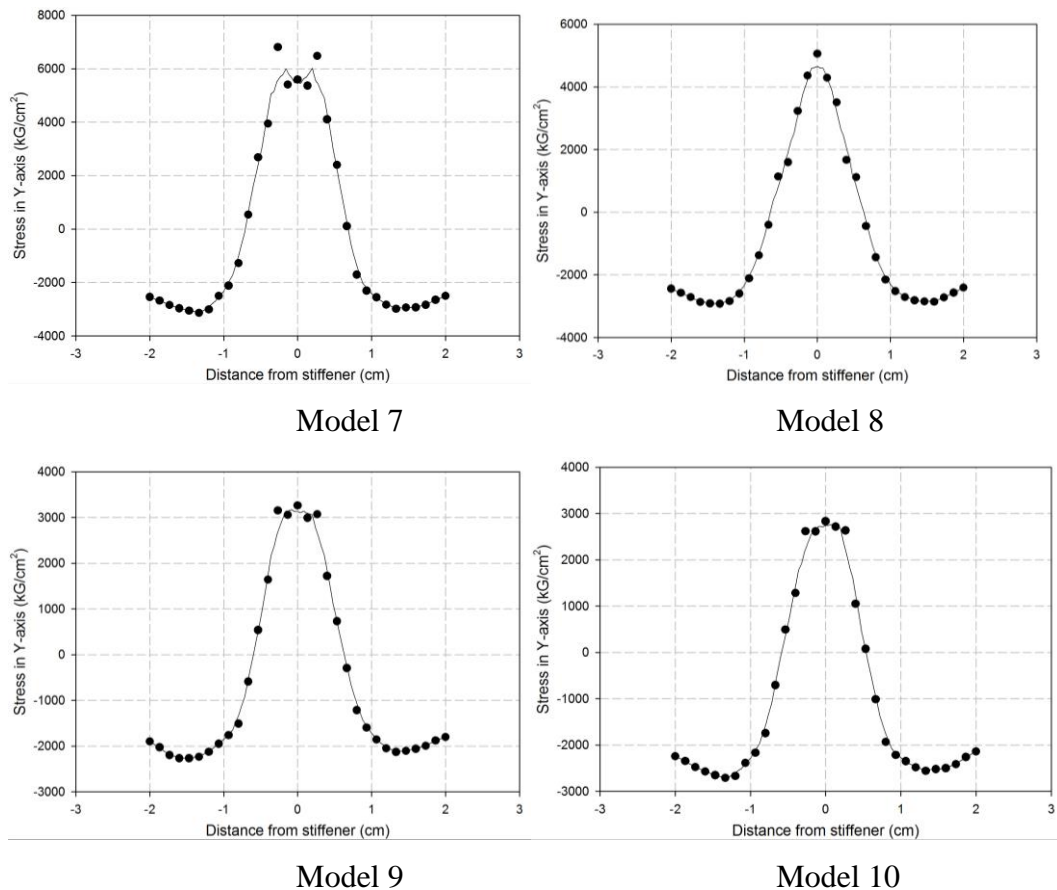 8000
6000
4000
2000
0
-2000
-4000
-3 -2 -1 0 1 2 3
Stress in Y-axis (kG/cm²)
Distance from stiffener (cm)
Model 7
6000
4000
2000
0
-2000
-4000
-3 -2 -1 0 1 2 3
Stress in Y-axis (kG/cm²)
Distance from stiffener (cm)
Model 8
4000
3000
2000
1000
0
-1000
-2000
-3000
-3 -2 -1 0 1 2 3
Stress in Y-axis (kG/cm²)
Distance from stiffener (cm)
Model 9
4000
3000
2000
1000
0
-1000
-2000
-3000
-3 -2 -1 0 1 2 3
Stress in Y-axis (kG/cm²)
Distance from stiffener (cm)
Model 10